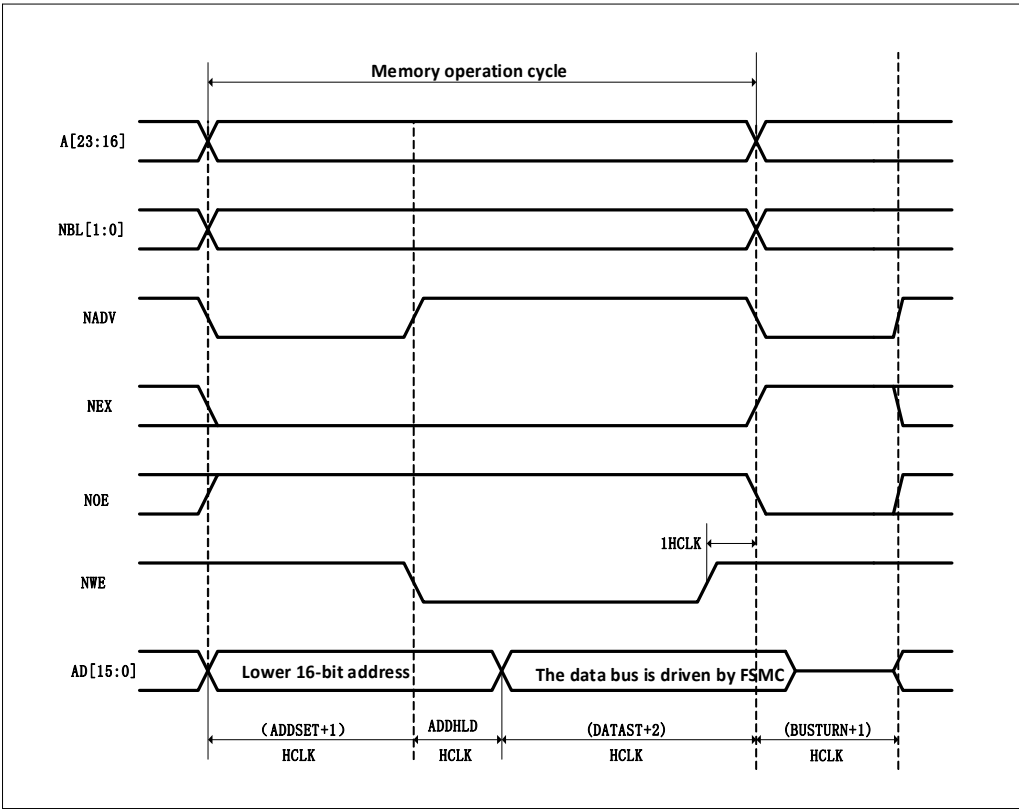 Memory operation cycle
A[23:16]
NBL[1:0]
NADV
NEX
NOE
1HCLK
NWE
AD[15:0]
Lower 16-bit address
The data bus is driven by FSMC
(ADDSET+1)
HCLK
ADDHLD
HCLK
(DATAST+2)
HCLK
(BUSTURN+1)
HCLK